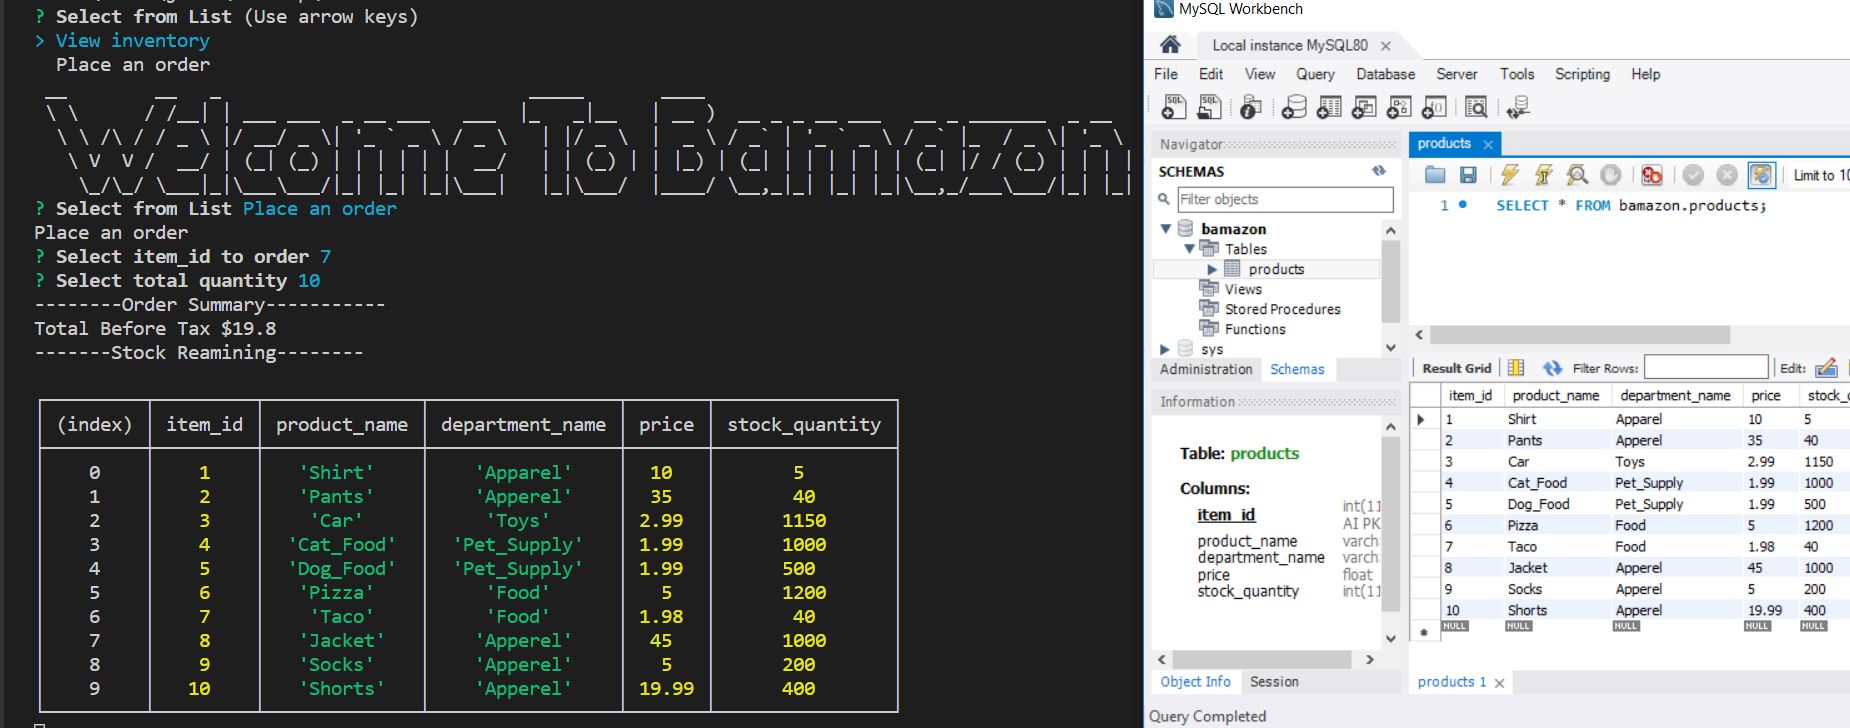 ? Select from List (Use arrow keys)
> View inventory
Place an order
Welcome To Bamazon
? Select from List Place an order
Place an order
? Select item_id to order 7
? Select total quantity 10
--------Order Summary-----------
Total Before Tax $19.8
-------Stock Reamining--------
(index) item_id product_name department_name price stock_quantity
0 1 'Shirt' 'Apparel' 10 5
1 2 'Pants' 'Apperel' 35 40
2 3 'Car' 'Toys' 2.99 1150
3 4 'Cat_Food' 'Pet_Supply' 1.99 1000
4 5 'Dog_Food' 'Pet_Supply' 1.99 500
5 6 'Pizza' 'Food' 5 1200
6 7 'Taco' 'Food' 1.98 40
7 8 'Jacket' 'Apperel' 45 1000
8 9 'Socks' 'Apperel' 5 200
9 10 'Shorts' 'Apperel' 19.99 400
MySQL Workbench
Local instance MySQL80
File Edit View Query Database Server Tools Scripting Help
Navigator
SCHEMAS
Filter objects
bamazon
Tables
products
Views
Stored Procedures
Functions
sys
Administration Schemas
Information
Table: products
Columns:
item_id int(11
AI PK
product_name varch
department_name varch
price float
stock_quantity int(11
Object Info Session
Query Completed
products
Limit to 10
1 SELECT * FROM bamazon.products;
Result Grid Filter Rows: Edit:
item_id product_name department_name price stock_
1 Shirt Apparel 10 5
2 Pants Apperel 35 40
3 Car Toys 2.99 1150
4 Cat_Food Pet_Supply 1.99 1000
5 Dog_Food Pet_Supply 1.99 500
6 Pizza Food 5 1200
7 Taco Food 1.98 40
8 Jacket Apperel 45 1000
9 Socks Apperel 5 200
10 Shorts Apperel 19.99 400
NULL NULL NULL NULL NULL
products 1